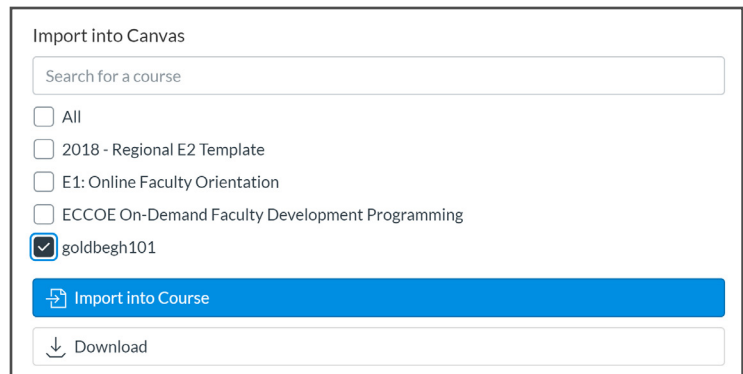 Import into Canvas
Search for a course
All
2018 - Regional E2 Template
E1: Online Faculty Orientation
ECCOE On-Demand Faculty Development Programming
goldbegh101
Import into Course
Download